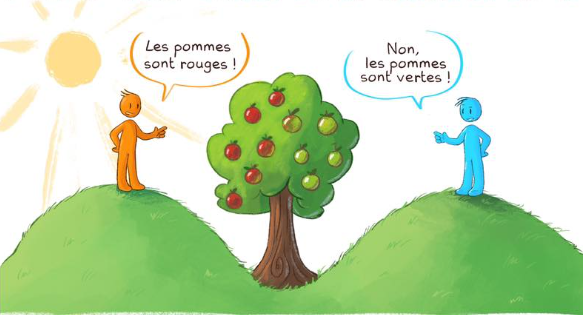 Les pommes
sont rouges !
Non,
les pommes
sont vertes !